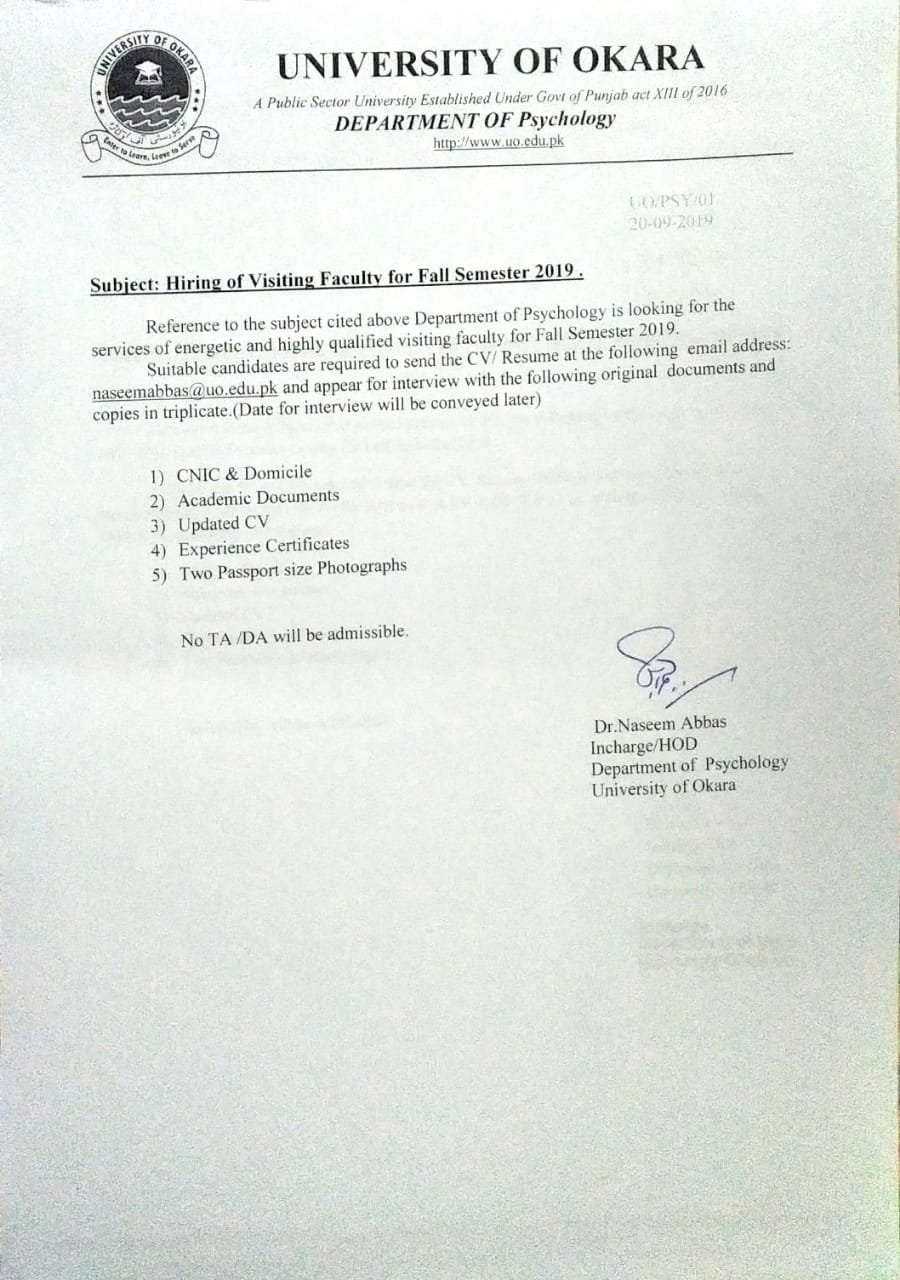 UNIVERSITY OF OKARA
Enter to Learn, Leave to Serve
UNIVERSITY OF OKARA
A Public Sector University Established Under Govt of Punjab act XIII of 2016
DEPARTMENT OF Psychology
http://www.uo.edu.pk
UO/PSY/01
20-09-2019
Subject: Hiring of Visiting Faculty for Fall Semester 2019 .
Reference to the subject cited above Department of Psychology is looking for the
services of energetic and highly qualified visiting faculty for Fall Semester 2019.
Suitable candidates are required to send the CV/ Resume at the following email address:
naseemabbas@uo.edu.pk and appear for interview with the following original documents and
copies in triplicate.(Date for interview will be conveyed later)
1) CNIC & Domicile
2) Academic Documents
3) Updated CV
4) Experience Certificates
5) Two Passport size Photographs
No TA /DA will be admissible.
Dr.Naseem Abbas
Incharge/HOD
Department of Psychology
University of Okara